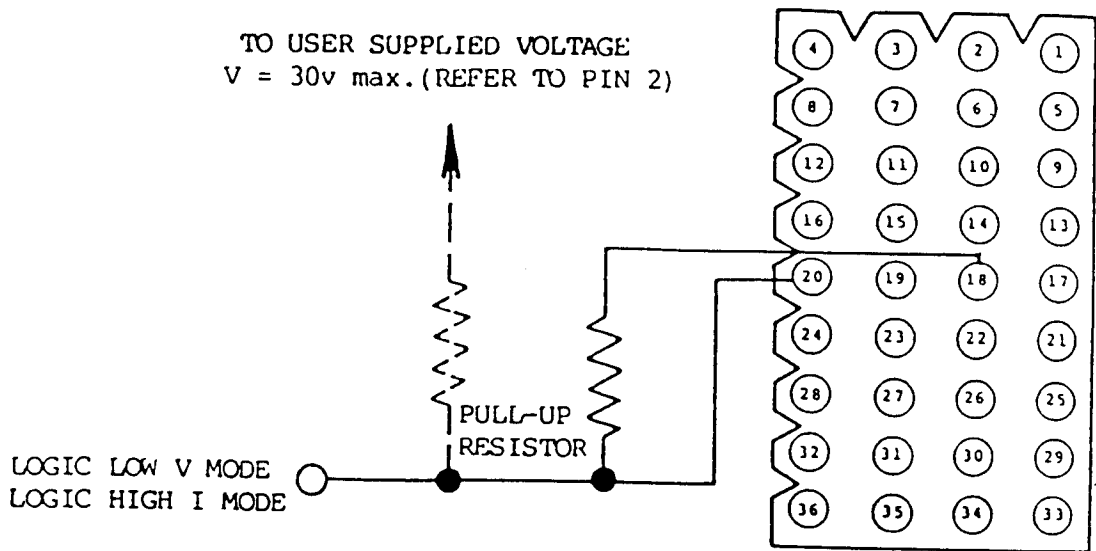 TO USER SUPPLIED VOLTAGE
V = 30v max.(REFER TO PIN 2)
4 3 2 1
8 7 6 5
12 11 10 9
16 15 14 13
20 19 18 17
24 23 22 21
28 27 26 25
32 31 30 29
36 35 34 33
PULL-UP
RESISTOR
LOGIC LOW V MODE
LOGIC HIGH I MODE